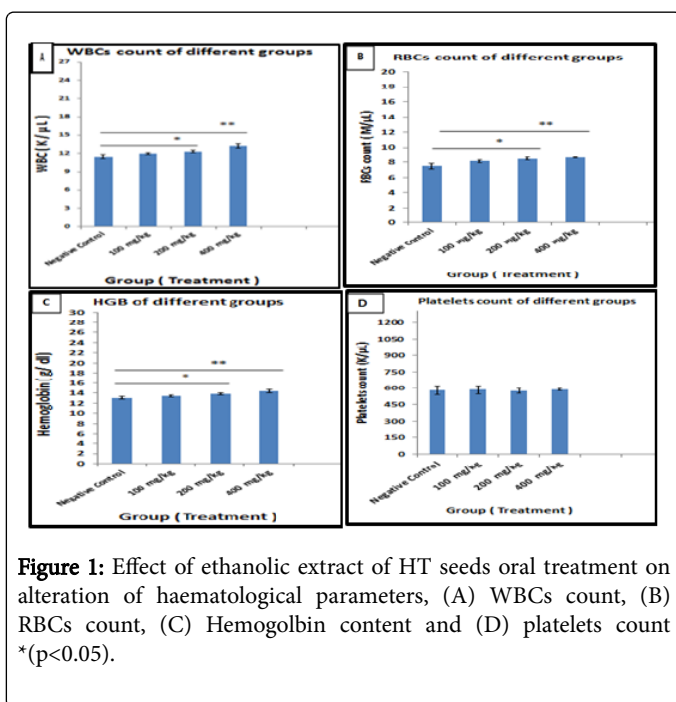 A
WBCs count of different groups
WBC ( K/ µL)
27
24
21
18
15
12
9
6
3
0
*
**
Negative Control
100 mg/kg
200 mg/kg
400 mg/kg
Group ( Treatment )
B
RBCs count of different groups
RBCs count ( M/µL)
20
18
16
14
12
10
8
6
4
2
0
*
**
Negative Control
100 mg/kg
200 mg/kg
400 mg/kg
Group ( Treatment )
C
HGB of different groups
Hemoglobin( g/ dl)
30
28
26
24
22
20
18
16
14
12
10
8
6
4
2
0
*
**
Negative Control
100 mg/kg
200 mg/kg
400 mg/kg
Group ( Treatment )
D
Platelets count of different groups
Platelets count (K/µL)
1200
1050
900
750
600
450
300
150
0
Negative Control
100 mg/kg
200 mg/kg
400 mg/kg
Group ( Treatment )
Figure 1: Effect of ethanolic extract of HT seeds oral treatment on
alteration of haematological parameters, (A) WBCs count, (B)
RBCs count, (C) Hemogolbin content and (D) platelets count
*(p<0.05).